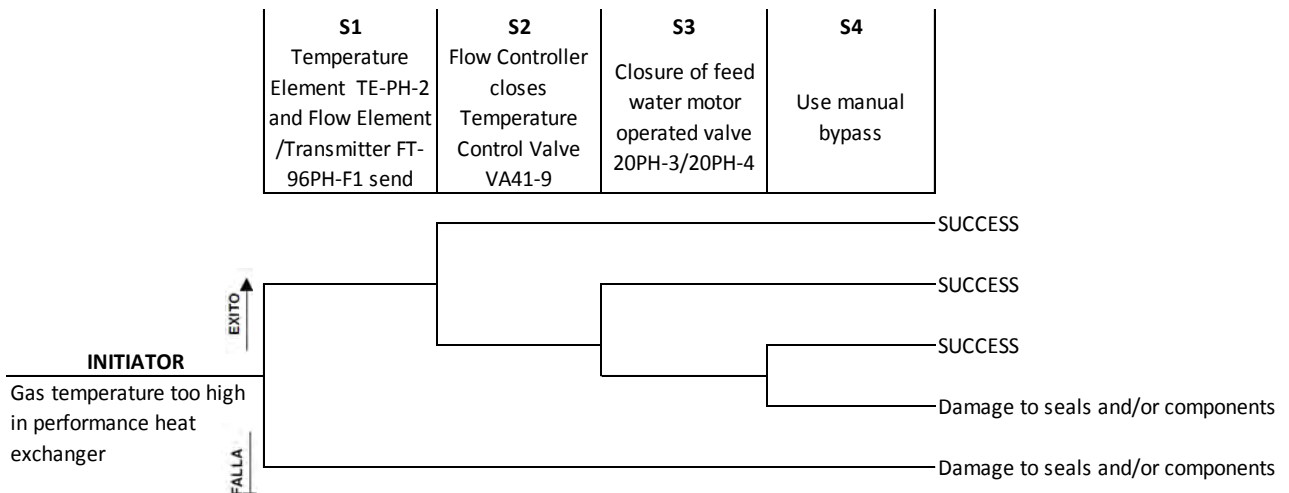 S1
Temperature
Element TE-PH-2
and Flow Element
/Transmitter FT-
96PH-F1 send
S2
Flow Controller
closes
Temperature
Control Valve
VA41-9
S3
Closure of feed
water motor
operated valve
20PH-3/20PH-4
S4
Use manual
bypass
SUCCESS
SUCCESS
EXITO
SUCCESS
INITIATOR
Gas temperature too high
in performance heat
exchanger
Damage to seals and/or components
FALLA
Damage to seals and/or components